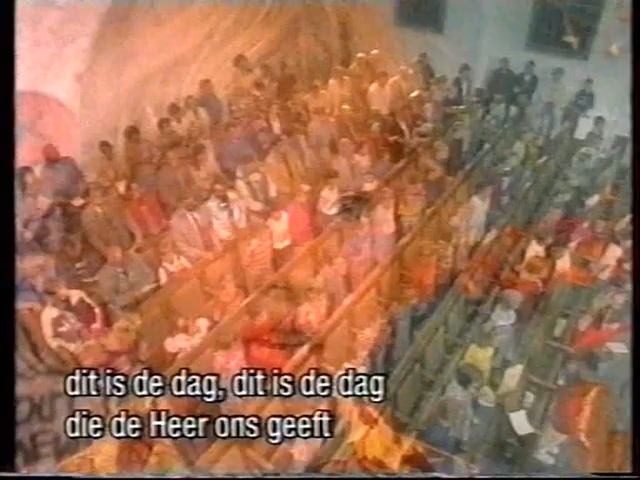 dit is de dag, dit is de dag
die de Heer ons geeft